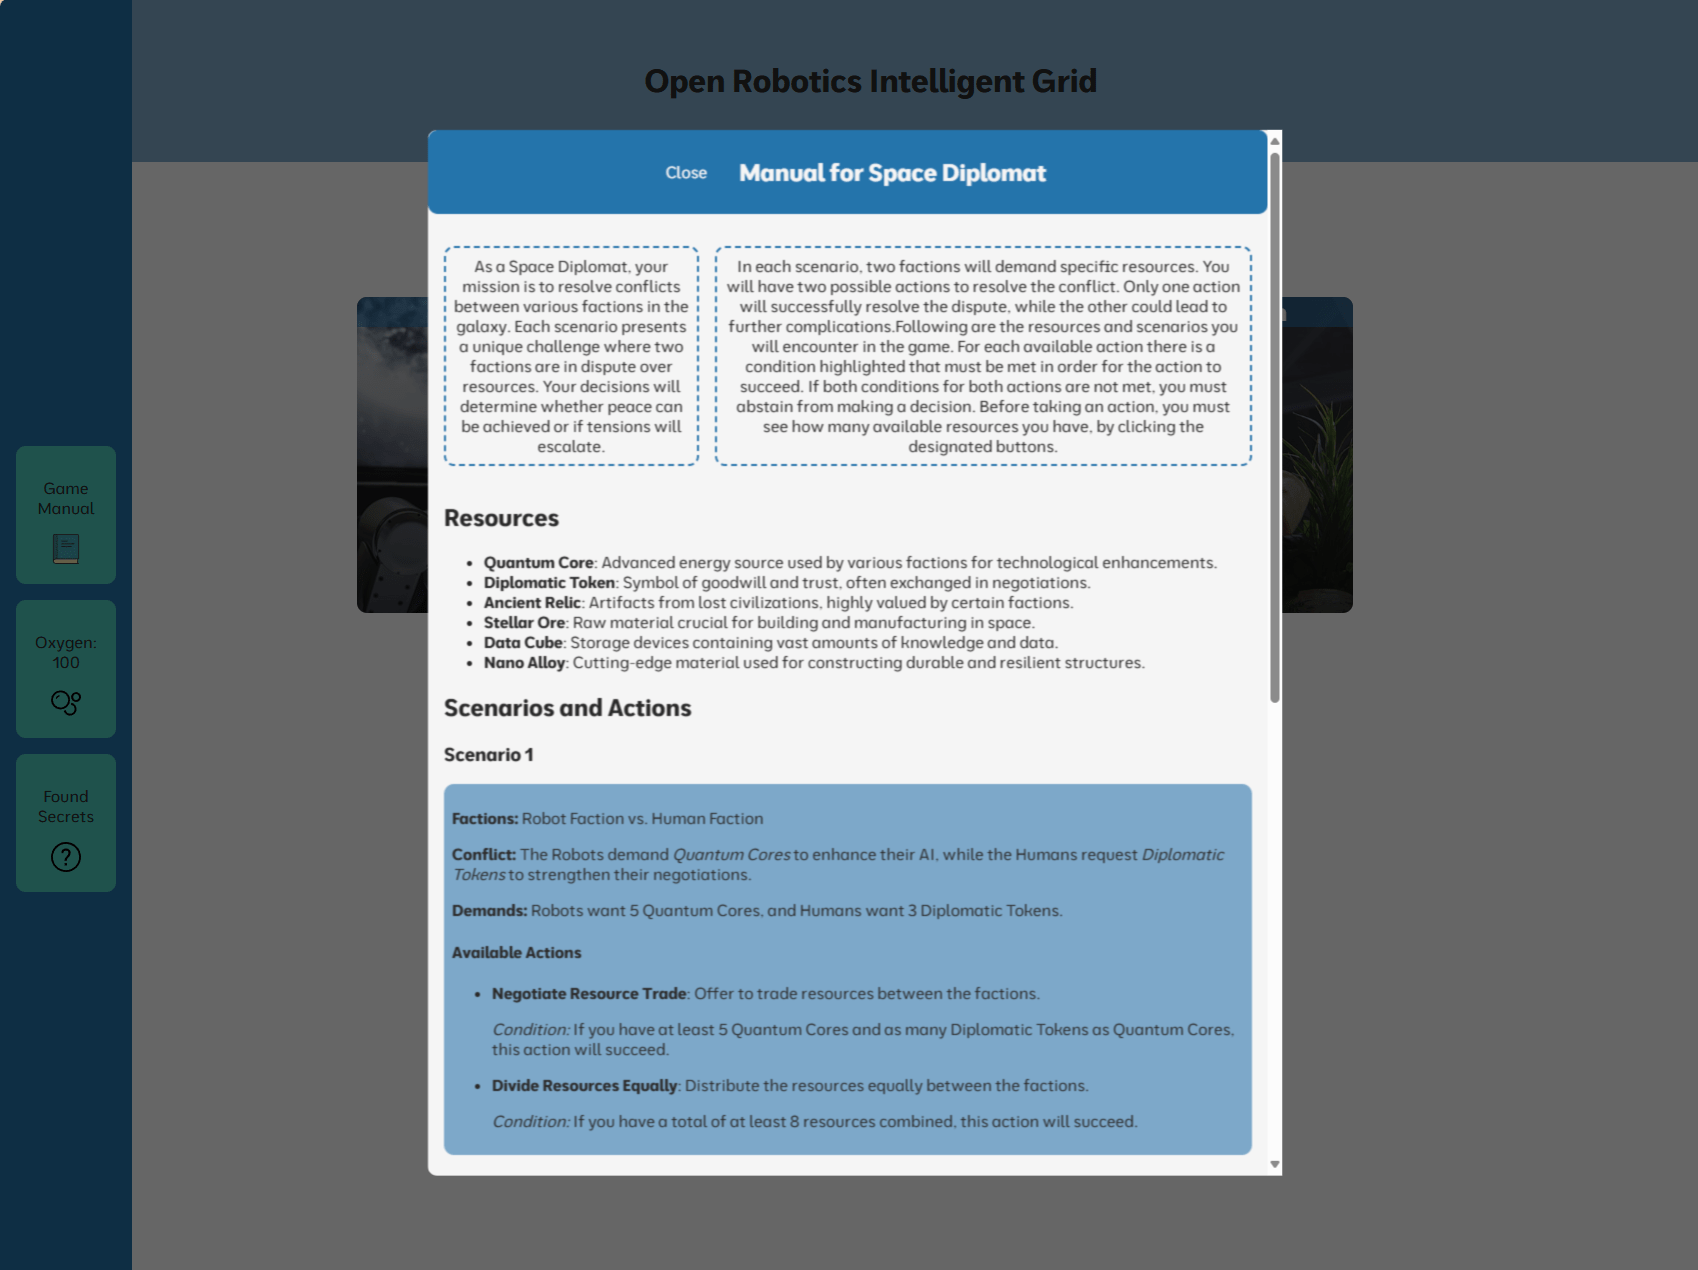 Open Robotics Intelligent Grid
Close
Manual for Space Diplomat
As a Space Diplomat, your
mission is to resolve conflicts
between various factions in the
galaxy. Each scenario presents
a unique challenge where two
factions are in dispute over
resources. Your decisions will
determine whether peace can
be achieved or if tensions will
escalate.
In each scenario, two factions will demand specific resources. You
will have two possible actions to resolve the conflict. Only one action
will successfully resolve the dispute, while the other could lead to
further complications.Following are the resources and scenarios you
will encounter in the game. For each available action there is a
condition highlighted that must be met in order for the action to
succeed. If both conditions for both actions are not met, you must
abstain from making a decision. Before taking an action, you must
see how many available resources you have, by clicking the
designated buttons.
Resources
• Quantum Core: Advanced energy source used by various factions for technological enhancements.
• Diplomatic Token: Symbol of goodwill and trust, often exchanged in negotiations.
• Ancient Relic: Artifacts from lost civilizations, highly valued by certain factions.
• Stellar Ore: Raw material crucial for building and manufacturing in space.
• Data Cube: Storage devices containing vast amounts of knowledge and data.
• Nano Alloy: Cutting-edge material used for constructing durable and resilient structures.
Scenarios and Actions
Scenario 1
Factions: Robot Faction vs. Human Faction
Conflict: The Robots demand Quantum Cores to enhance their AI, while the Humans request Diplomatic
Tokens to strengthen their negotiations.
Demands: Robots want 5 Quantum Cores, and Humans want 3 Diplomatic Tokens.
Available Actions
• Negotiate Resource Trade: Offer to trade resources between the factions.
Condition: If you have at least 5 Quantum Cores and as many Diplomatic Tokens as Quantum Cores,
this action will succeed.
• Divide Resources Equally: Distribute the resources equally between the factions.
Condition: If you have a total of at least 8 resources combined, this action will succeed.
Game
Manual
Oxygen:
100
Found
Secrets
?